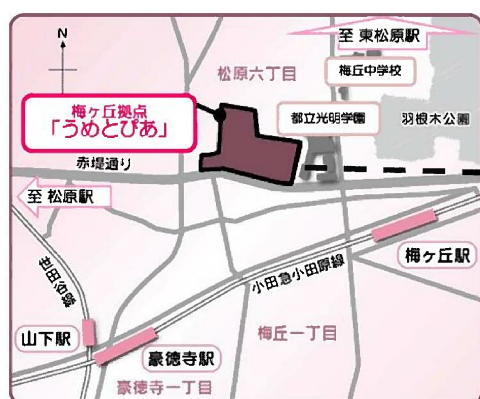 N
至 東松原駅
松原六丁目
梅丘中学校
梅ヶ丘拠点
「うめとぴあ」
都立光明学園
羽根木公園
赤堤通り
至 松原駅
世田谷線
梅ヶ丘駅
小田急小田原線
山下駅
梅丘一丁目
豪徳寺駅
豪徳寺一丁目